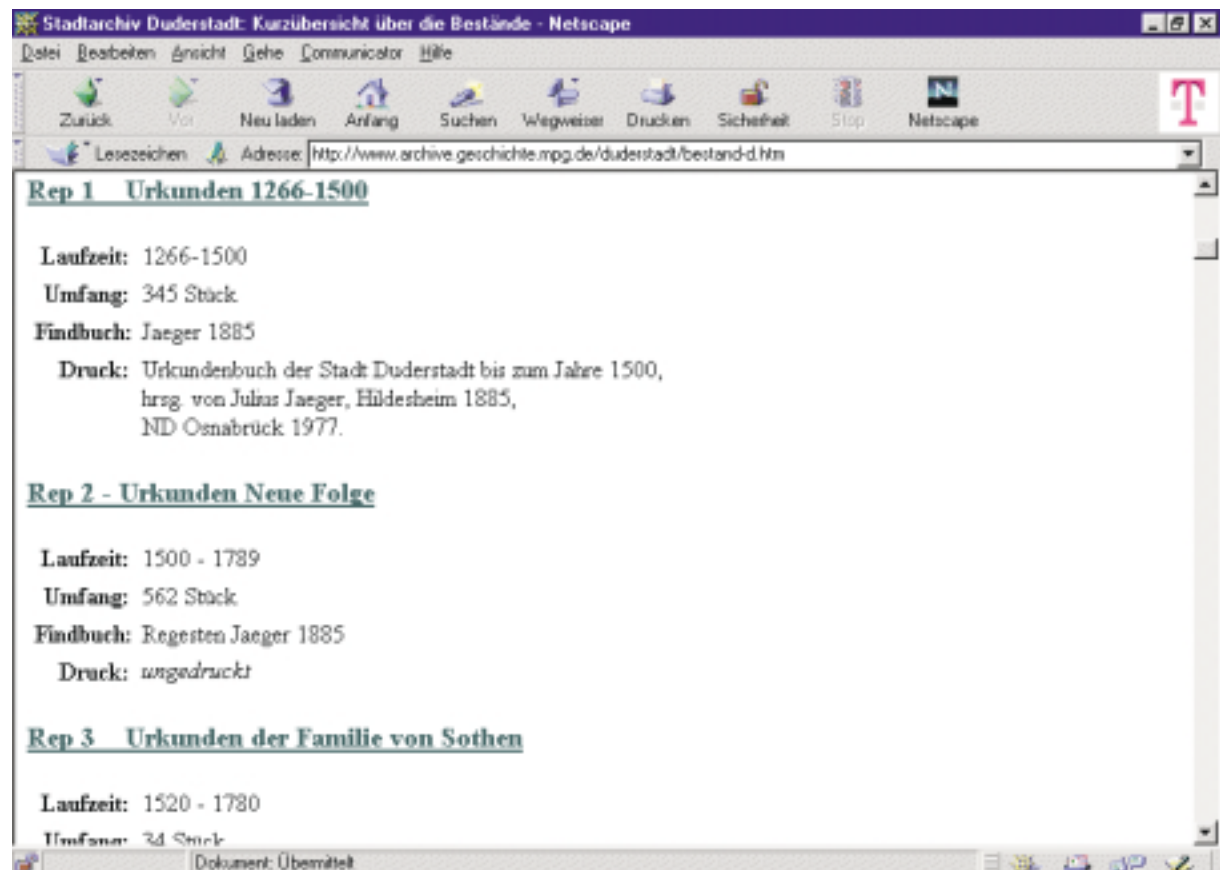 Stadtarchiv Duderstadt: Kurzübersicht über die Bestände - Netscape
Datei Bearbeiten Ansicht Gehe Communicator Hilfe
Zurück Vor Neu laden Anfang Suchen Wegweiser Drucken Sicherheit Stop Netscape
N
T
Lesezeichen Adresse: http://www.archive.geschichte.mpg.de/duderstadt/bestand-d.htm
Rep 1 Urkunden 1266-1500
Laufzeit: 1266-1500
Umfang: 345 Stück
Findbuch: Jaeger 1885
Druck: Urkundenbuch der Stadt Duderstadt bis zum Jahre 1500,
hrsg. von Julius Jaeger, Hildesheim 1885,
ND Osnabrück 1977.
Rep 2 - Urkunden Neue Folge
Laufzeit: 1500 - 1789
Umfang: 562 Stück
Findbuch: Regesten Jaeger 1885
Druck: ungedruckt
Rep 3 Urkunden der Familie von Sothen
Laufzeit: 1520 - 1780
Umfang: 34 Stück
Dokument: Übermittelt